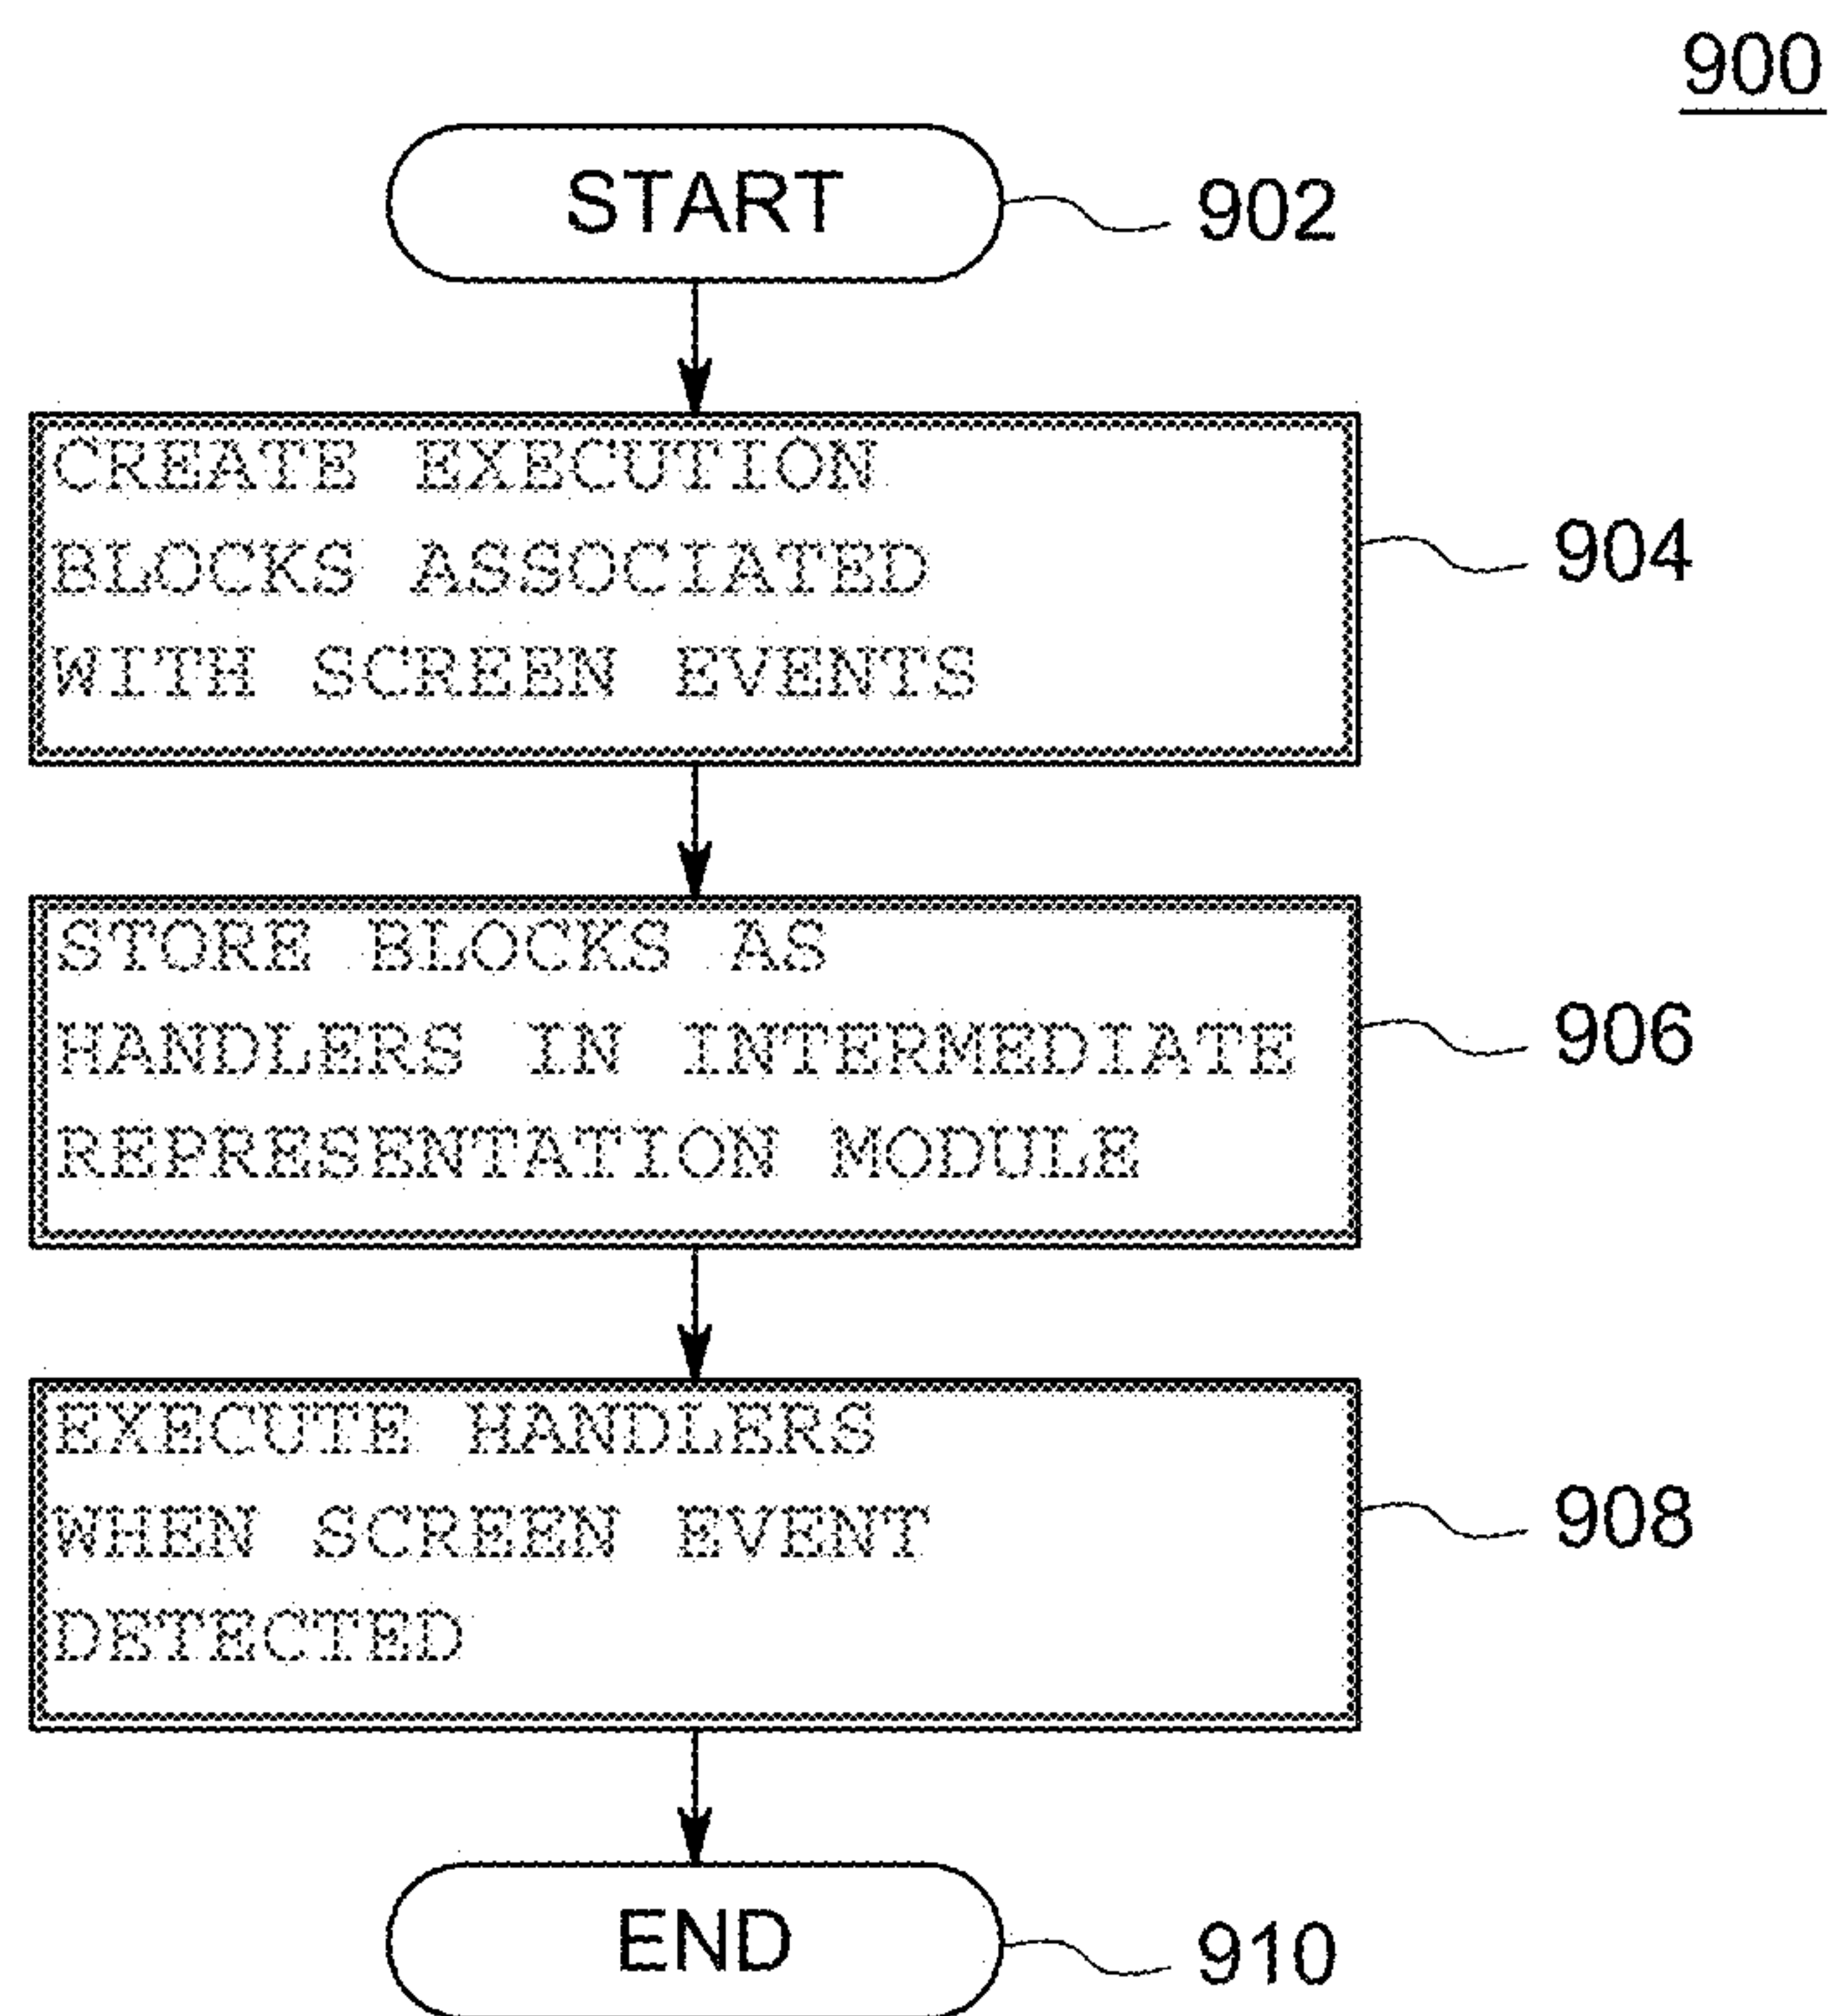 900
START
902
CREATE EXECUTION
BLOCKS ASSOCIATED
WITH SCREEN EVENTS
904
STORE BLOCKS AS
HANDLERS IN INTERMEDIATE
REPRESENTATION MODULE
906
EXECUTE HANDLERS
WHEN SCREEN EVENT
DETECTED
908
END
910